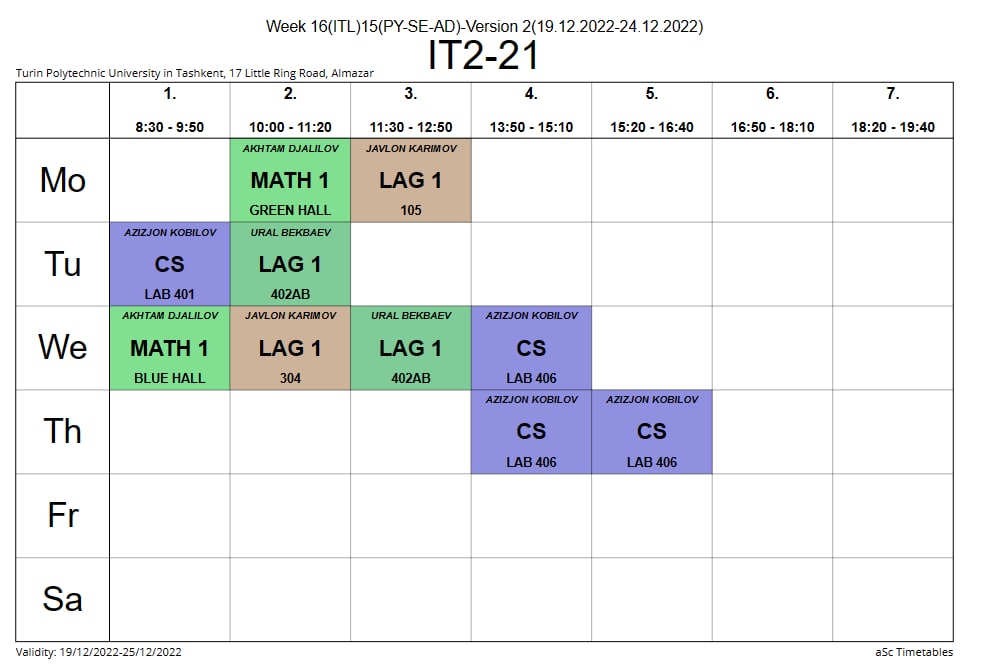 Week 16(ITL)15(PY-SE-AD)-Version 2(19.12.2022-24.12.2022)
IT2-21
Turin Polytechnic University in Tashkent, 17 Little Ring Road, Almazar
1. 2. 3. 4. 5. 6. 7.
8:30 - 9:50 10:00 - 11:20 11:30 - 12:50 13:50 - 15:10 15:20 - 16:40 16:50 - 18:10 18:20 - 19:40
AKHTAM DJALILOV JAVLON KARIMOV
Mo MATH 1 LAG 1
GREEN HALL 105
AZIZJON KOBILOV URAL BEKBAEV
Tu CS LAG 1
LAB 401 402AB
AKHTAM DJALILOV JAVLON KARIMOV URAL BEKBAEV AZIZJON KOBILOV
We MATH 1 LAG 1 LAG 1 CS
BLUE HALL 304 402AB LAB 406
AZIZJON KOBILOV AZIZJON KOBILOV
Th CS CS
LAB 406 LAB 406
Fr
Sa
Validity: 19/12/2022-25/12/2022 aSc Timetables